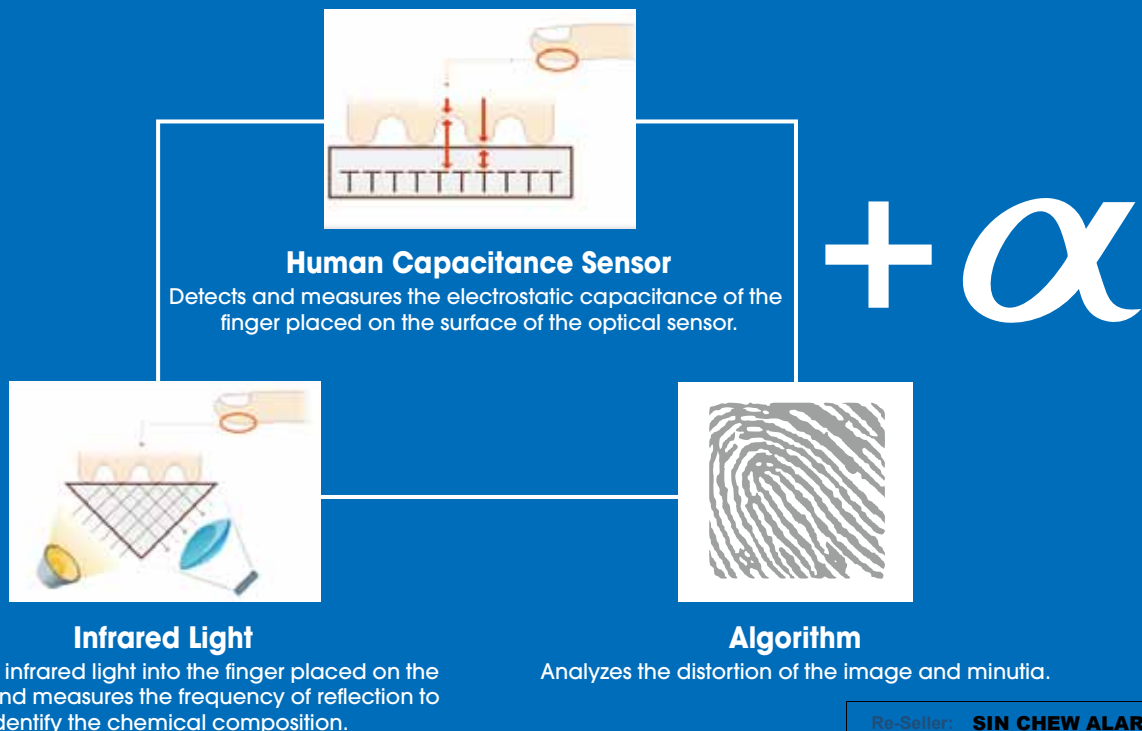 +α
Human Capacitance Sensor
Detects and measures the electrostatic capacitance of the
finger placed on the surface of the optical sensor.
Infrared Light
infrared light into the finger placed on the
nd measures the frequency of reflection to
dentify the chemical composition.
Algorithm
Analyzes the distortion of the image and minutia.
Re-Seller: SIN CHEW ALAR